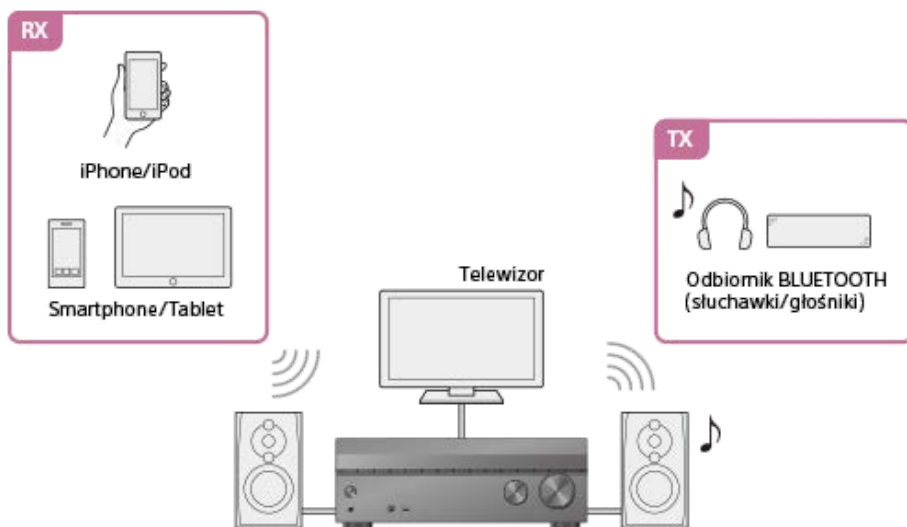 RX
iPhone/iPod
Smartphone/Tablet
Telewizor
TX
Odbiornik BLUETOOTH
(słuchawki/głośniki)